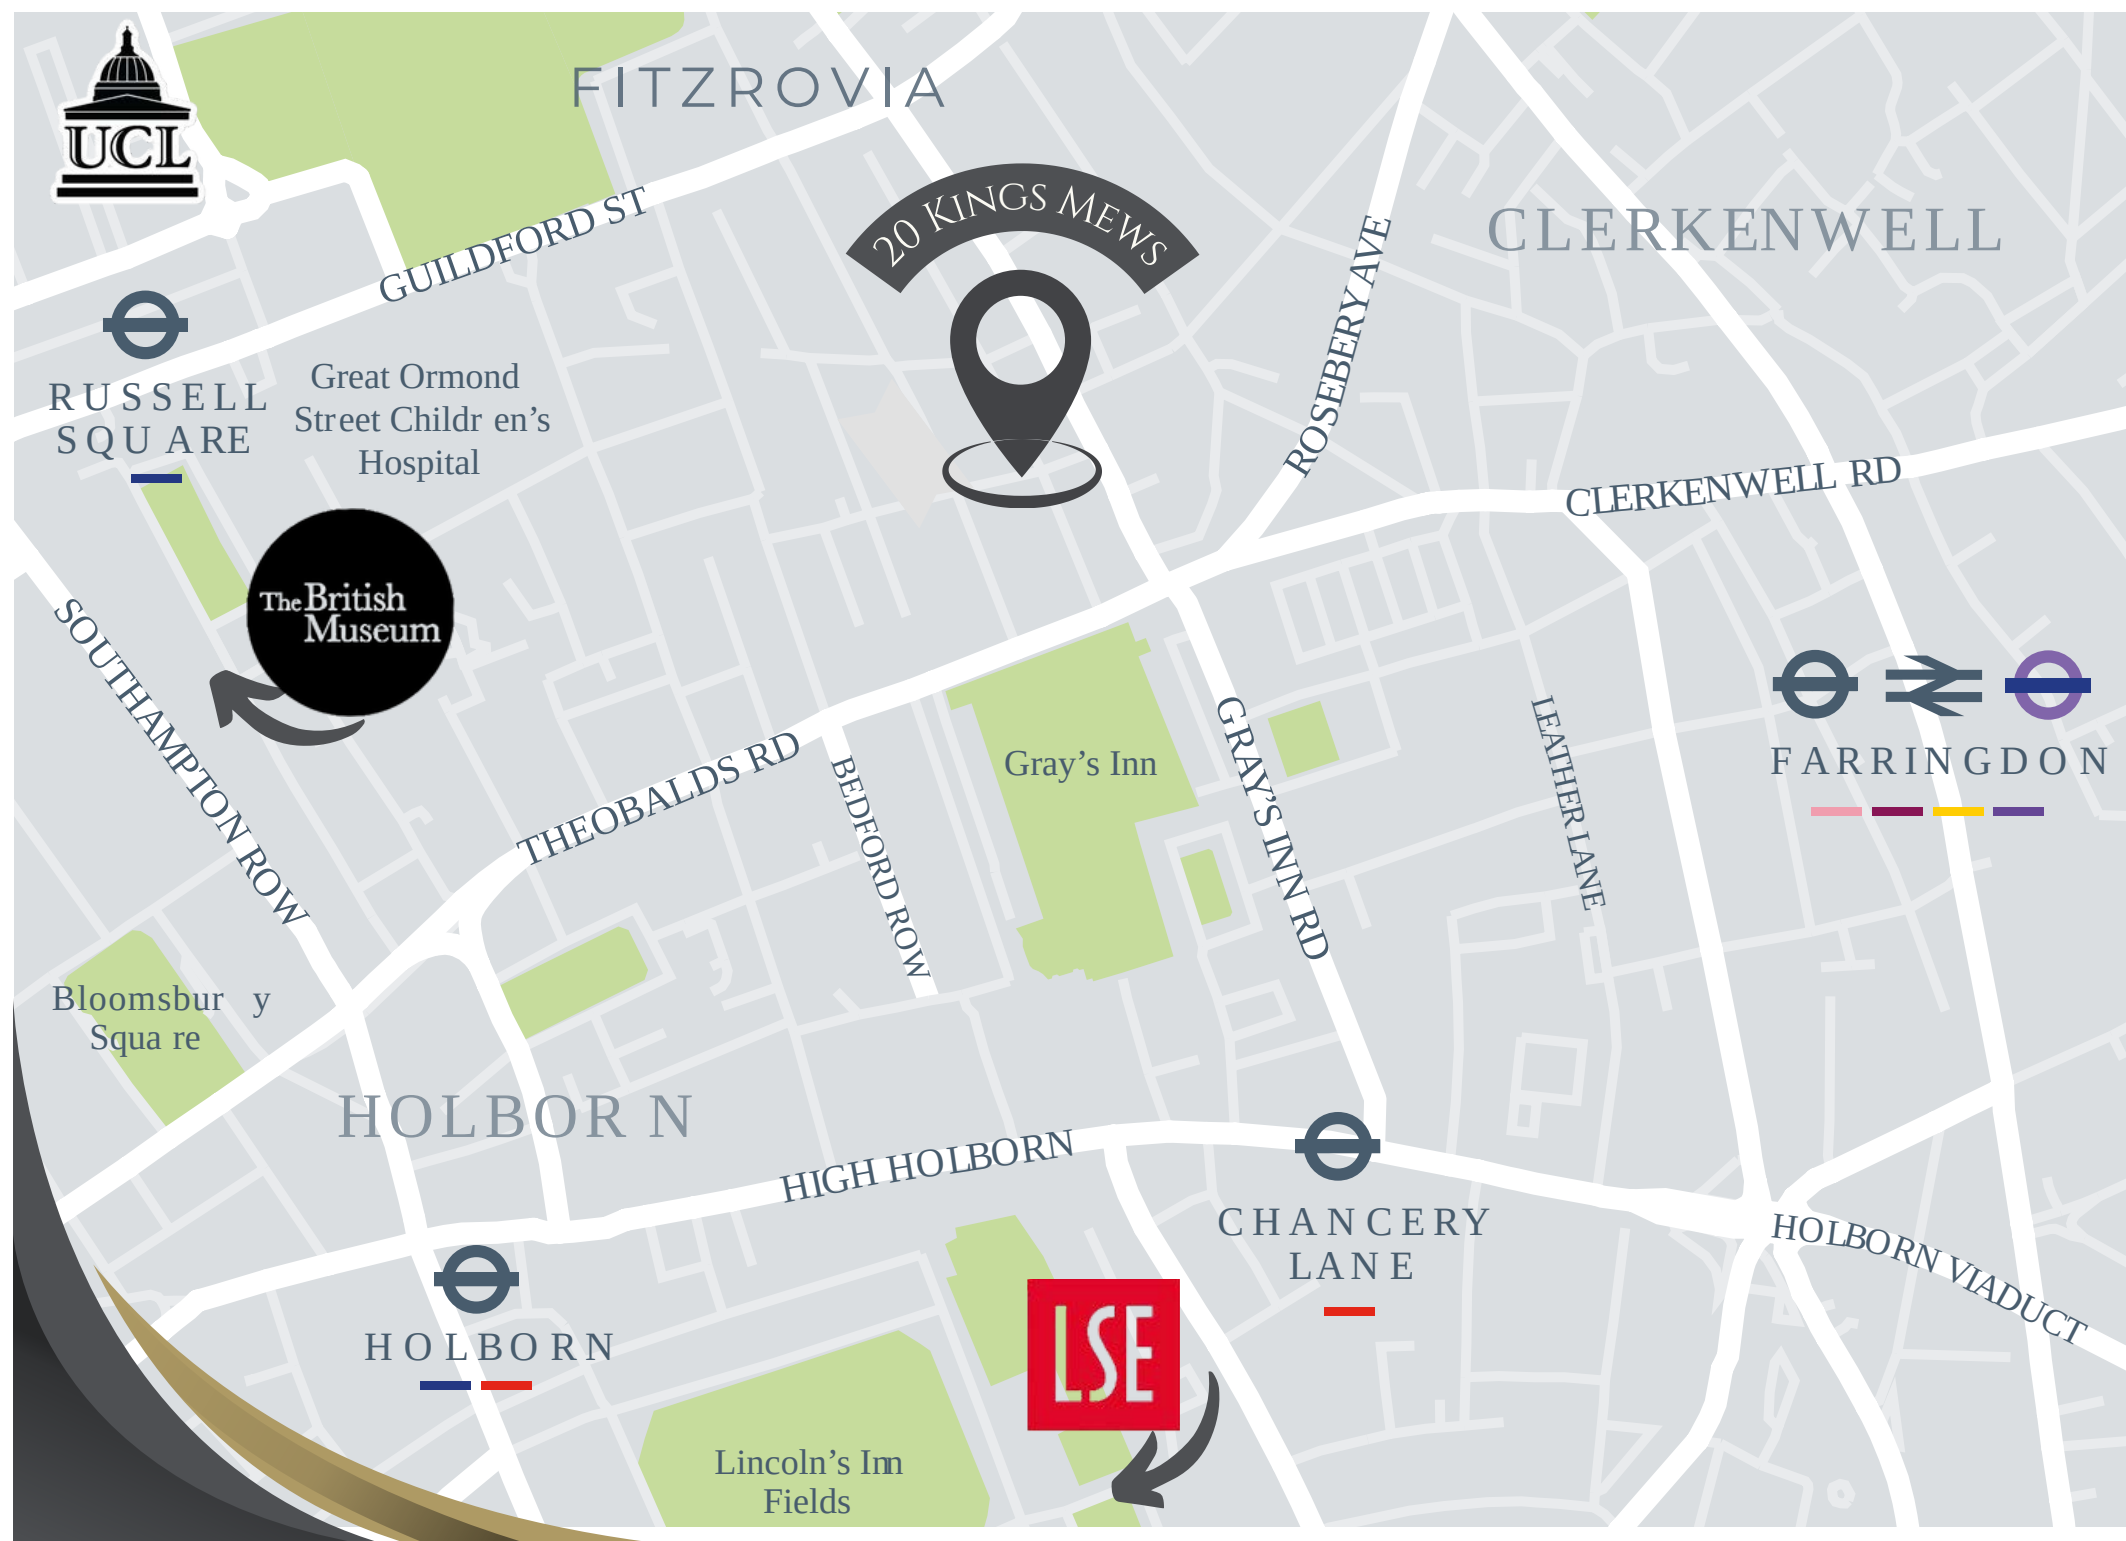 FITZROVIA
UCL
20 KINGS MEWS
CLERKENWELL
GUILDFORD ST
ROSEBERY AVE
RUSSELL
SQUARE
Great Ormond
Street Children’s
Hospital
CLERKENWELL RD
The British
Museum
SOUTHAMPTON ROW
THEOBALDS RD
BEDFORD ROW
Gray’s Inn
GRAY’S INN RD
LEATHER LANE
FARRINGDON
Bloomsbury
Square
HOLBORN
HIGH HOLBORN
CHANCERY
LANE
HOLBORN VIADUCT
HOLBORN
LSE
Lincoln’s Inn
Fields